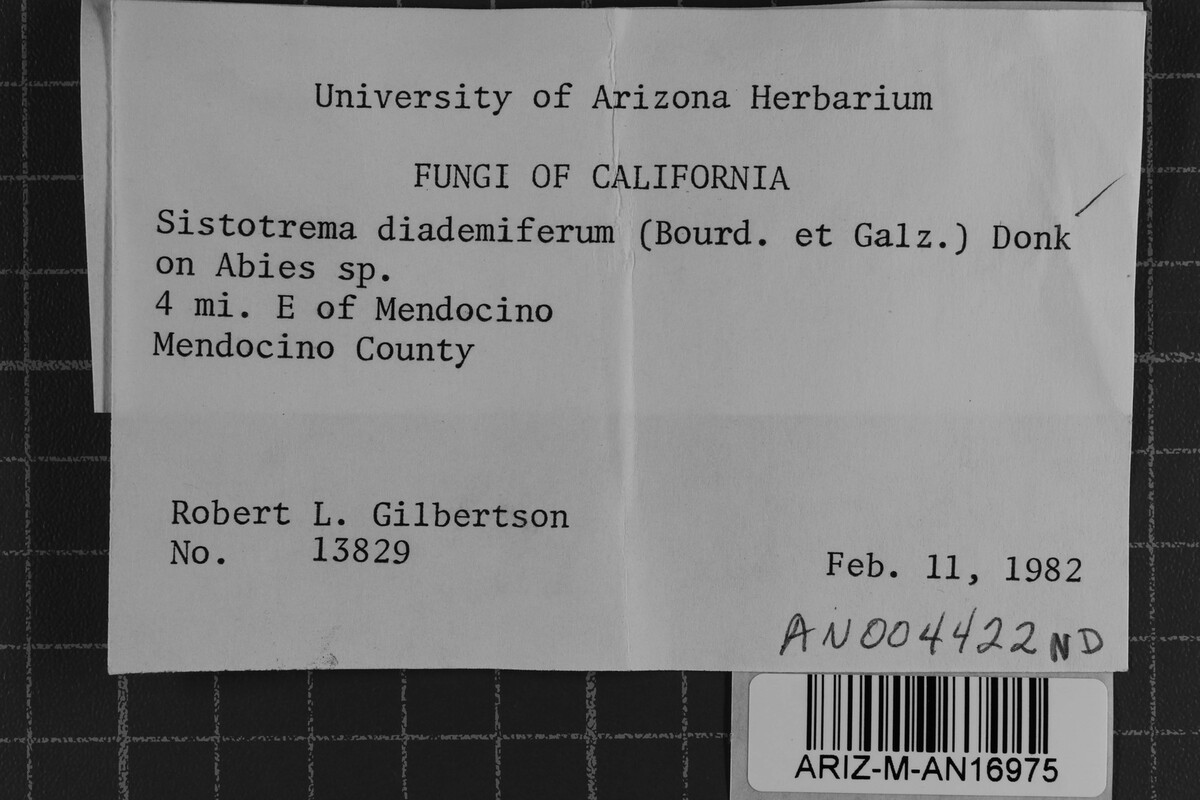 University of Arizona Herbarium
FUNGI OF CALIFORNIA
Sistotrema diademiferum (Bourd. et Galz.) Donk
on Abies sp.
4 mi. E of Mendocino
Mendocino County
Robert L. Gilbertson
No. 13829
Feb. 11, 1982
AN004422 ND
ARIZ-M-AN16975